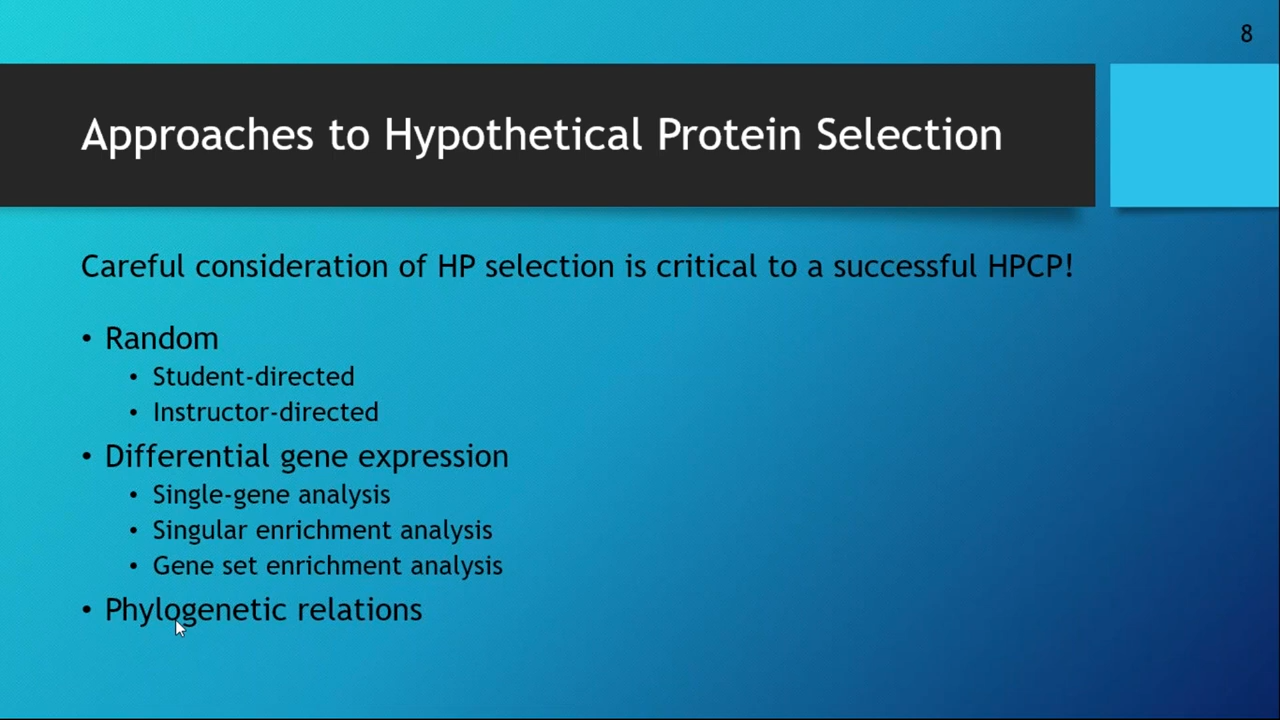 8
Approaches to Hypothetical Protein Selection
Careful consideration of HP selection is critical to a successful HPCP!
• Random
• Student-directed
• Instructor-directed
• Differential gene expression
• Single-gene analysis
• Singular enrichment analysis
• Gene set enrichment analysis
• Phylogenetic relations